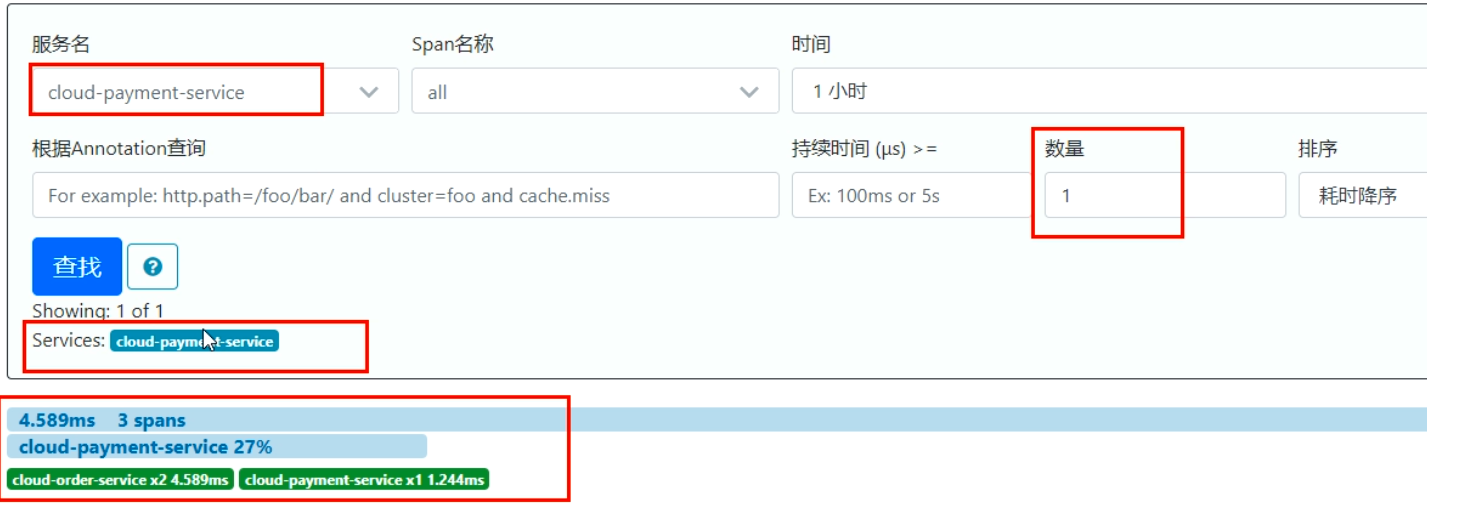 服务名 Span名称 时间
cloud-payment-service all 1 小时
根据Annotation查询 持续时间 (μs) >= 数量 排序
For example: http.path=/foo/bar/ and cluster=foo and cache.miss Ex: 100ms or 5s 1 耗时降序
查找 ?
Showing: 1 of 1
Services: cloud-payment-service
4.589ms 3 spans
cloud-payment-service 27%
cloud-order-service x2 4.589ms cloud-payment-service x1 1.244ms